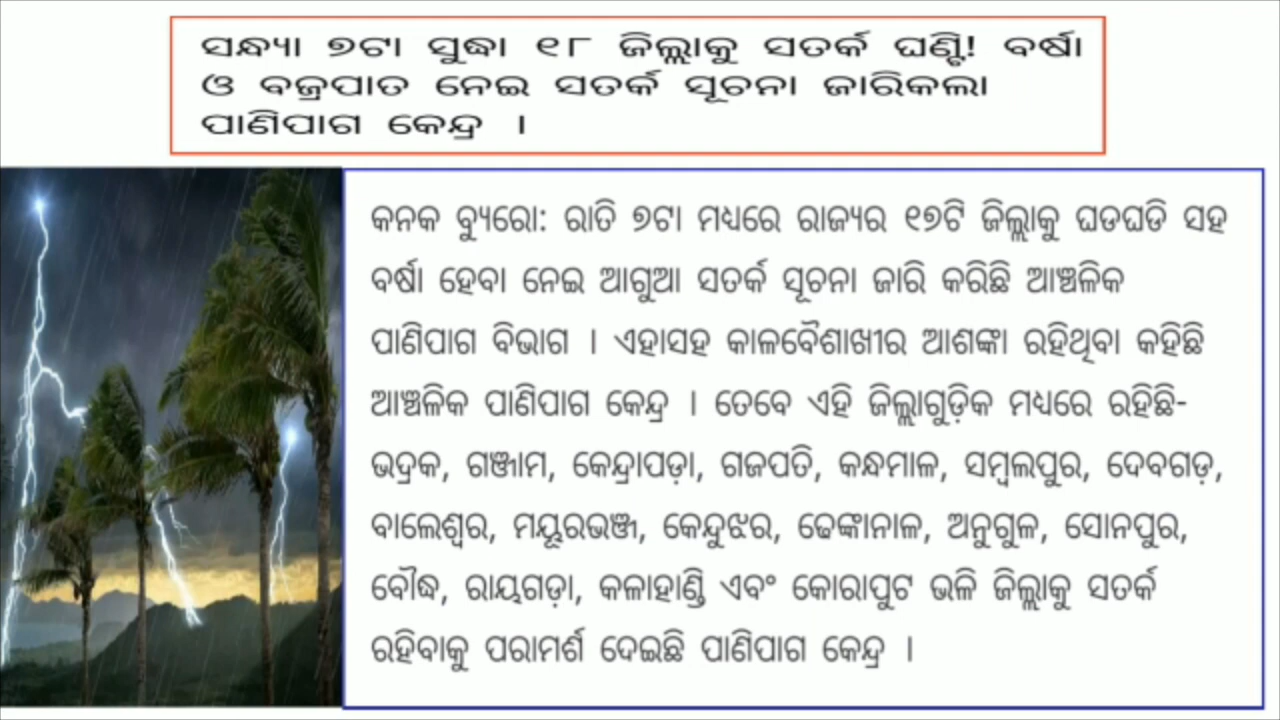 ସନ୍ଧ୍ୟା ୭ଟା ସୁଦ୍ଧା ୧୮ ଜିଲ୍ଲାକୁ ସତର୍କ ଘଣ୍ଟି! ବର୍ଷା
ଓ ବଜ୍ରପାତ ନେଇ ସତର୍କ ସୂଚନା ଜାରିକଲା
ପାଣିପାଗ କେନ୍ଦ୍ର ।
କନକ ବ୍ୟୁରୋ: ରାତି ୭ଟା ମଧ୍ୟରେ ରାଜ୍ୟର ୧୭ଟି ଜିଲ୍ଲାକୁ ଘଡଘଡି ସହ
ବର୍ଷା ହେବା ନେଇ ଆଗୁଆ ସତର୍କ ସୂଚନା ଜାରି କରିଛି ଆଞ୍ଚଳିକ
ପାଣିପାଗ ବିଭାଗ । ଏହାସହ କାଳବୈଶାଖୀର ଆଶଙ୍କା ରହିଥିବା କହିଛି
ଆଞ୍ଚଳିକ ପାଣିପାଗ କେନ୍ଦ୍ର । ତେବେ ଏହି ଜିଲ୍ଲାଗୁଡ଼ିକ ମଧ୍ୟରେ ରହିଛି-
ଭଦ୍ରକ, ଗଞ୍ଜାମ, କେନ୍ଦ୍ରାପଡ଼ା, ଗଜପତି, କନ୍ଧମାଳ, ସମ୍ବଲପୁର, ଦେବଗଡ଼,
ବାଲେଶ୍ୱର, ମୟୂରଭଞ୍ଜ, କେନ୍ଦୁଝର, ଢେଙ୍କାନାଳ, ଅନୁଗୁଳ, ସୋନପୁର,
ବୌଦ୍ଧ, ରାୟଗଡ଼ା, କଳାହାଣ୍ଡି ଏବଂ କୋରାପୁଟ ଭଳି ଜିଲ୍ଲାକୁ ସତର୍କ
ରହିବାକୁ ପରାମର୍ଶ ଦେଇଛି ପାଣିପାଗ କେନ୍ଦ୍ର ।